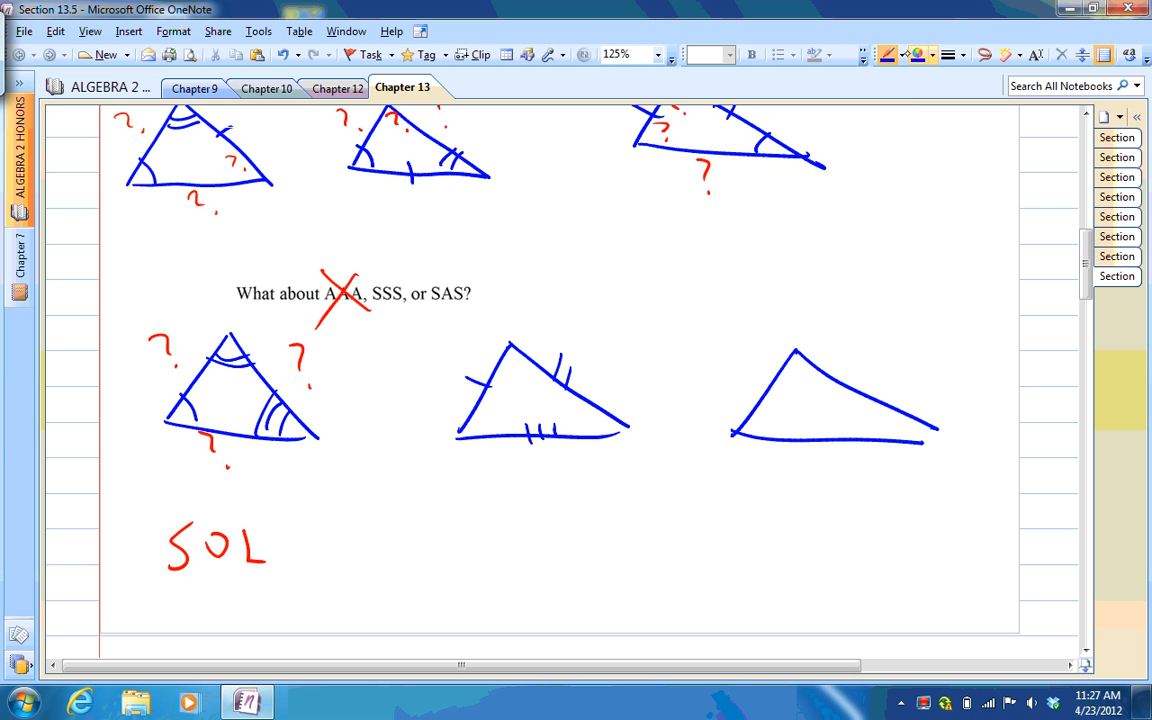 Section 13.5 - Microsoft Office OneNote
File Edit View Insert Format Share Tools Table Window Help
New Task Tag Clip 125% B A
ALGEBRA 2 ... Chapter 9 Chapter 10 Chapter 12 Chapter 13 Search All Notebooks
ALGEBRA 2 HONORS
Chapter 7
Section
Section
Section
Section
Section
Section
Section
Section
? ? ? ? ? ? ?
? ? ?
What about AAA, SSS, or SAS?
? ?
?
SOL
11:27 AM
4/23/2012